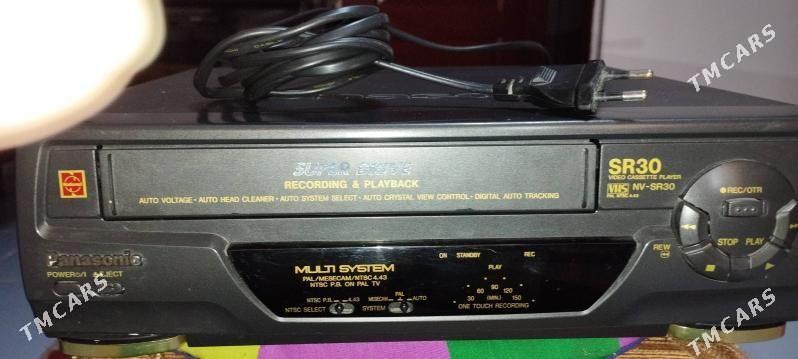 TMCARS
SUPER DRIVE
RECORDING & PLAYBACK
AUTO VOLTAGE • AUTO HEAD CLEANER • AUTO SYSTEM SELECT • AUTO CRYSTAL VIEW CONTROL • DIGITAL AUTO TRACKING
SR30
VIDEO CASSETTE PLAYER
VHS NV-SR30
PAL NTSC 4.43
REC/OTR
REW
STOP PLAY
Panasonic
POWER EJECT
MULTI SYSTEM
PAL/MESECAM/NTSC 4.43
NTSC P.B. ON PAL TV
NTSC P.B. 4.43
NTSC SELECT
MESECAM PAL AUTO
SYSTEM
ON STANDBY REC
PLAY
60 90 120
30 (MIN.) 150
ONE TOUCH RECORDING
TMCARS
TMCARS